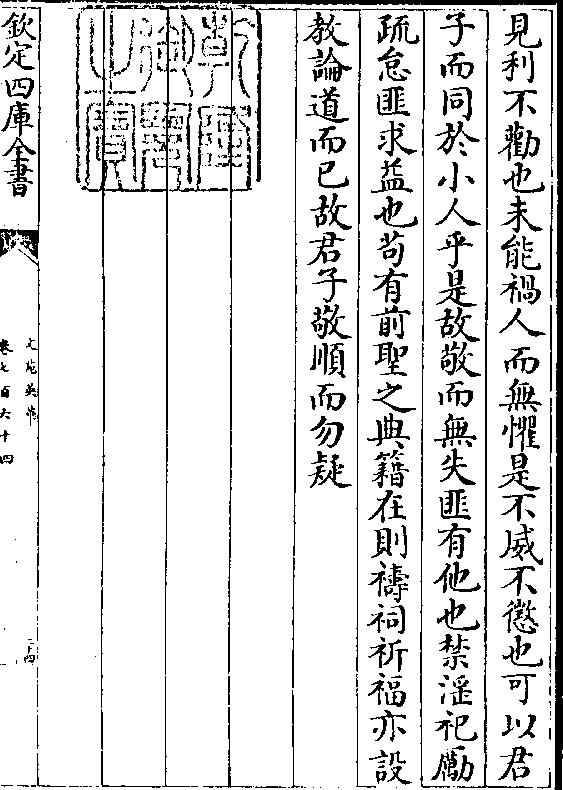 見利不勸也未能禍人而無懼是不威不懲也可以君
子而同於小人乎是故敬而無失匪有他也禁淫祀勵
疏怠匪求益也苟有前聖之典籍在則禱祠祈福亦設
教論道而已故君子敬順而勿疑
乾隆御覽之寶
欽定四庫全書
文苑英華
卷七百六十四
二十四